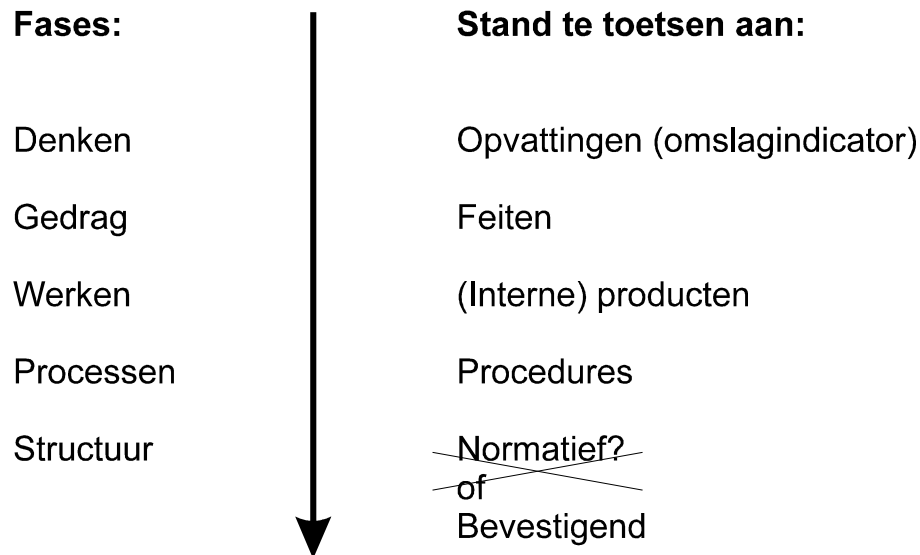 Fases: Stand te toetsen aan:
Denken Opvattingen (omslagindicator)
Gedrag Feiten
Werken (Interne) producten
Processen Procedures
Structuur Normatief?
of
Bevestigend